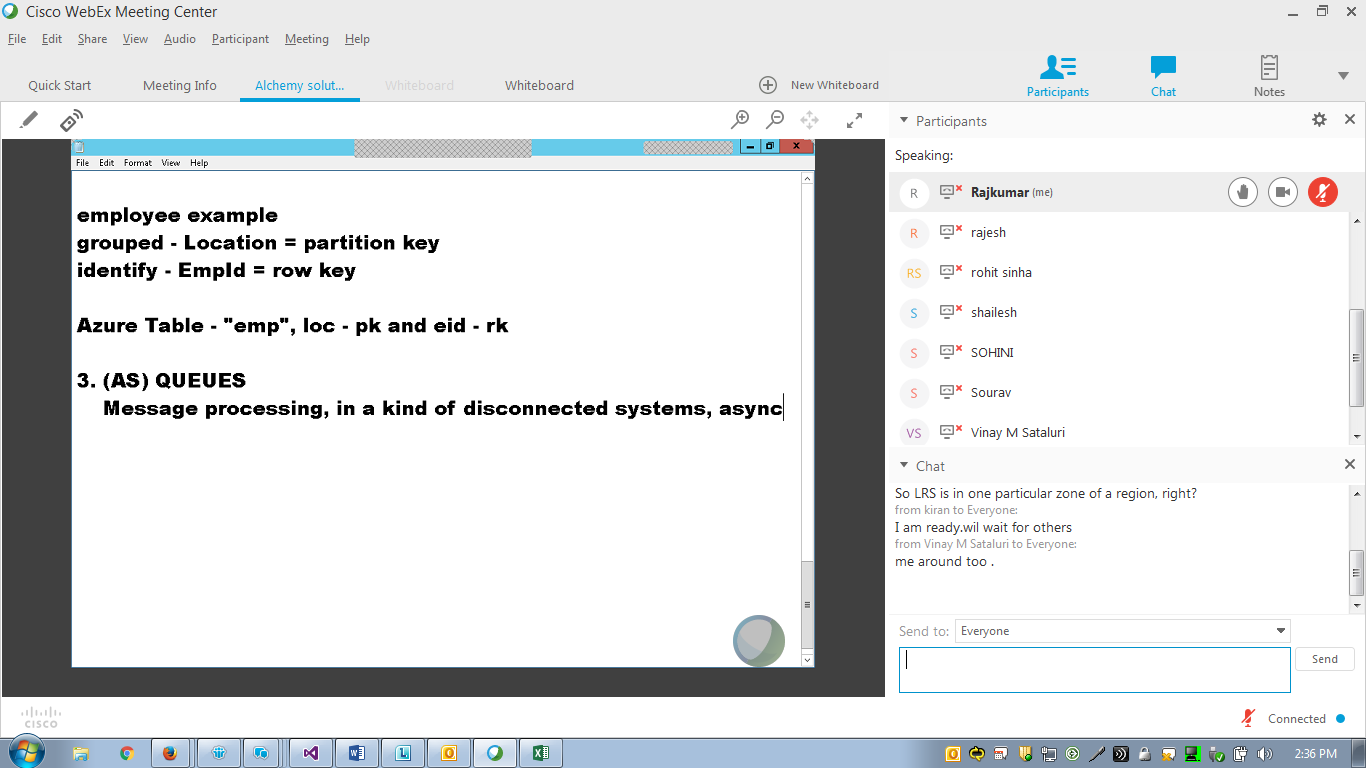 Cisco WebEx Meeting Center
File Edit Share View Audio Participant Meeting Help
Quick Start Meeting Info Alchemy solut... Whiteboard Whiteboard New Whiteboard
Participants Chat Notes
File Edit Format View Help
employee example
grouped - Location = partition key
identify - EmpId = row key
Azure Table - "emp", loc - pk and eid - rk
3. (AS) QUEUES
Message processing, in a kind of disconnected systems, async
Participants
Speaking:
R Rajkumar (me)
R rajesh
RS rohit sinha
S shailesh
S SOHINI
S Sourav
VS Vinay M Sataluri
Chat
So LRS is in one particular zone of a region, right?
from kiran to Everyone:
I am ready.wil wait for others
from Vinay M Sataluri to Everyone:
me around too .
Send to: Everyone
Send
CISCO
Connected
2:36 PM